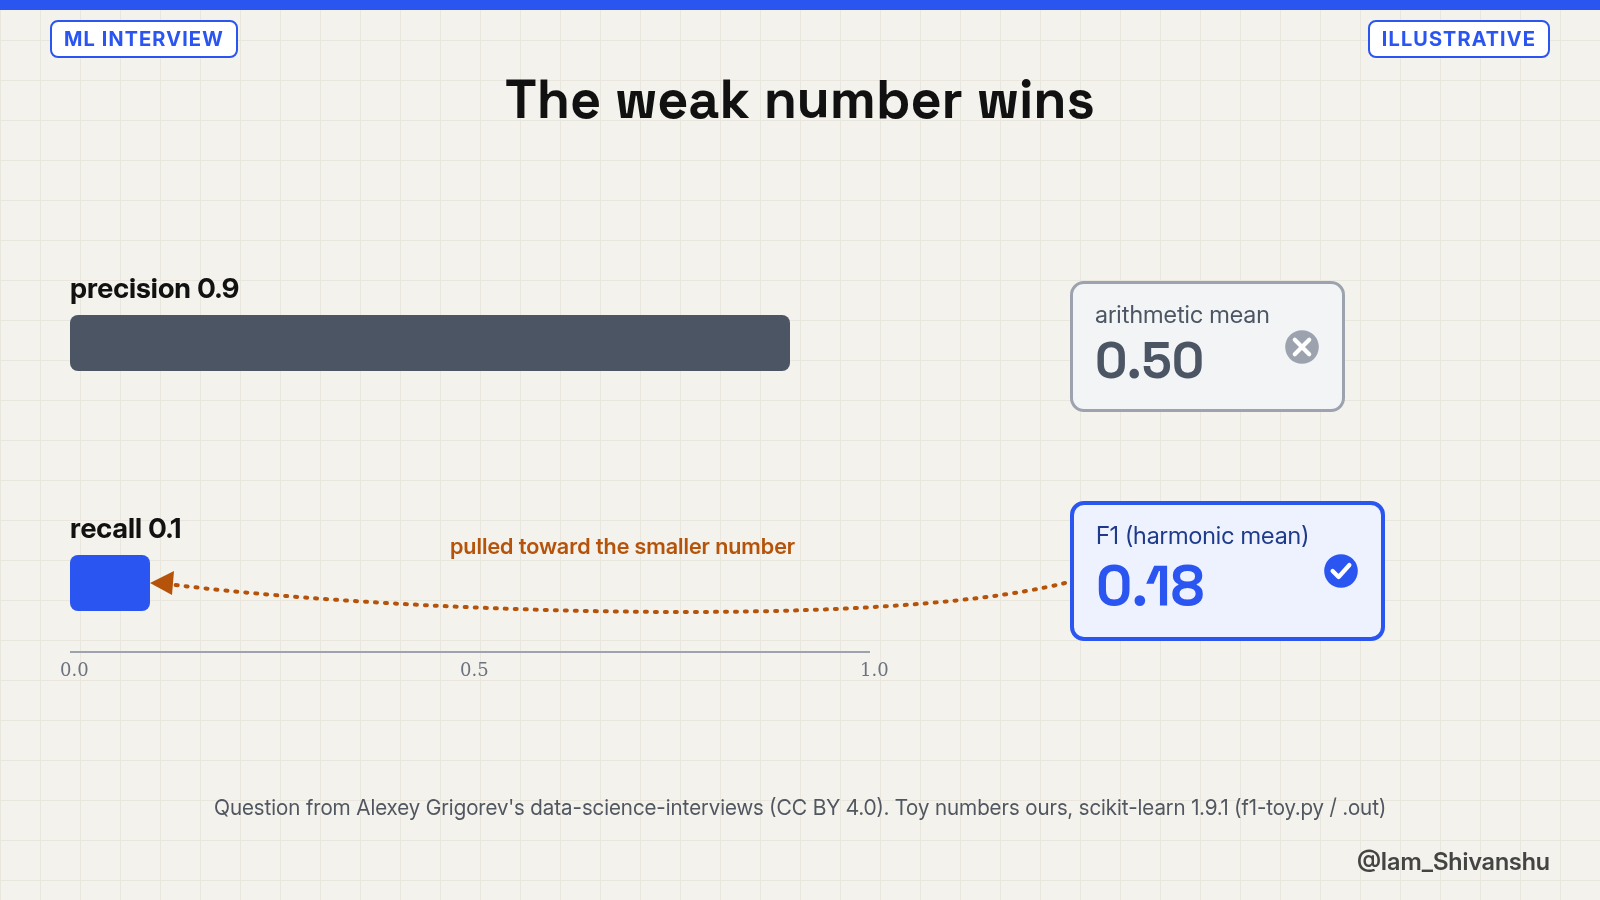 ML INTERVIEW
ILLUSTRATIVE
The weak number wins
precision 0.9
arithmetic mean
0.50
recall 0.1
pulled toward the smaller number
F1 (harmonic mean)
0.18
0.0
0.5
1.0
Question from Alexey Grigorev's data-science-interviews (CC BY 4.0). Toy numbers ours, scikit-learn 1.9.1 (f1-toy.py / .out)
@Iam_Shivanshu